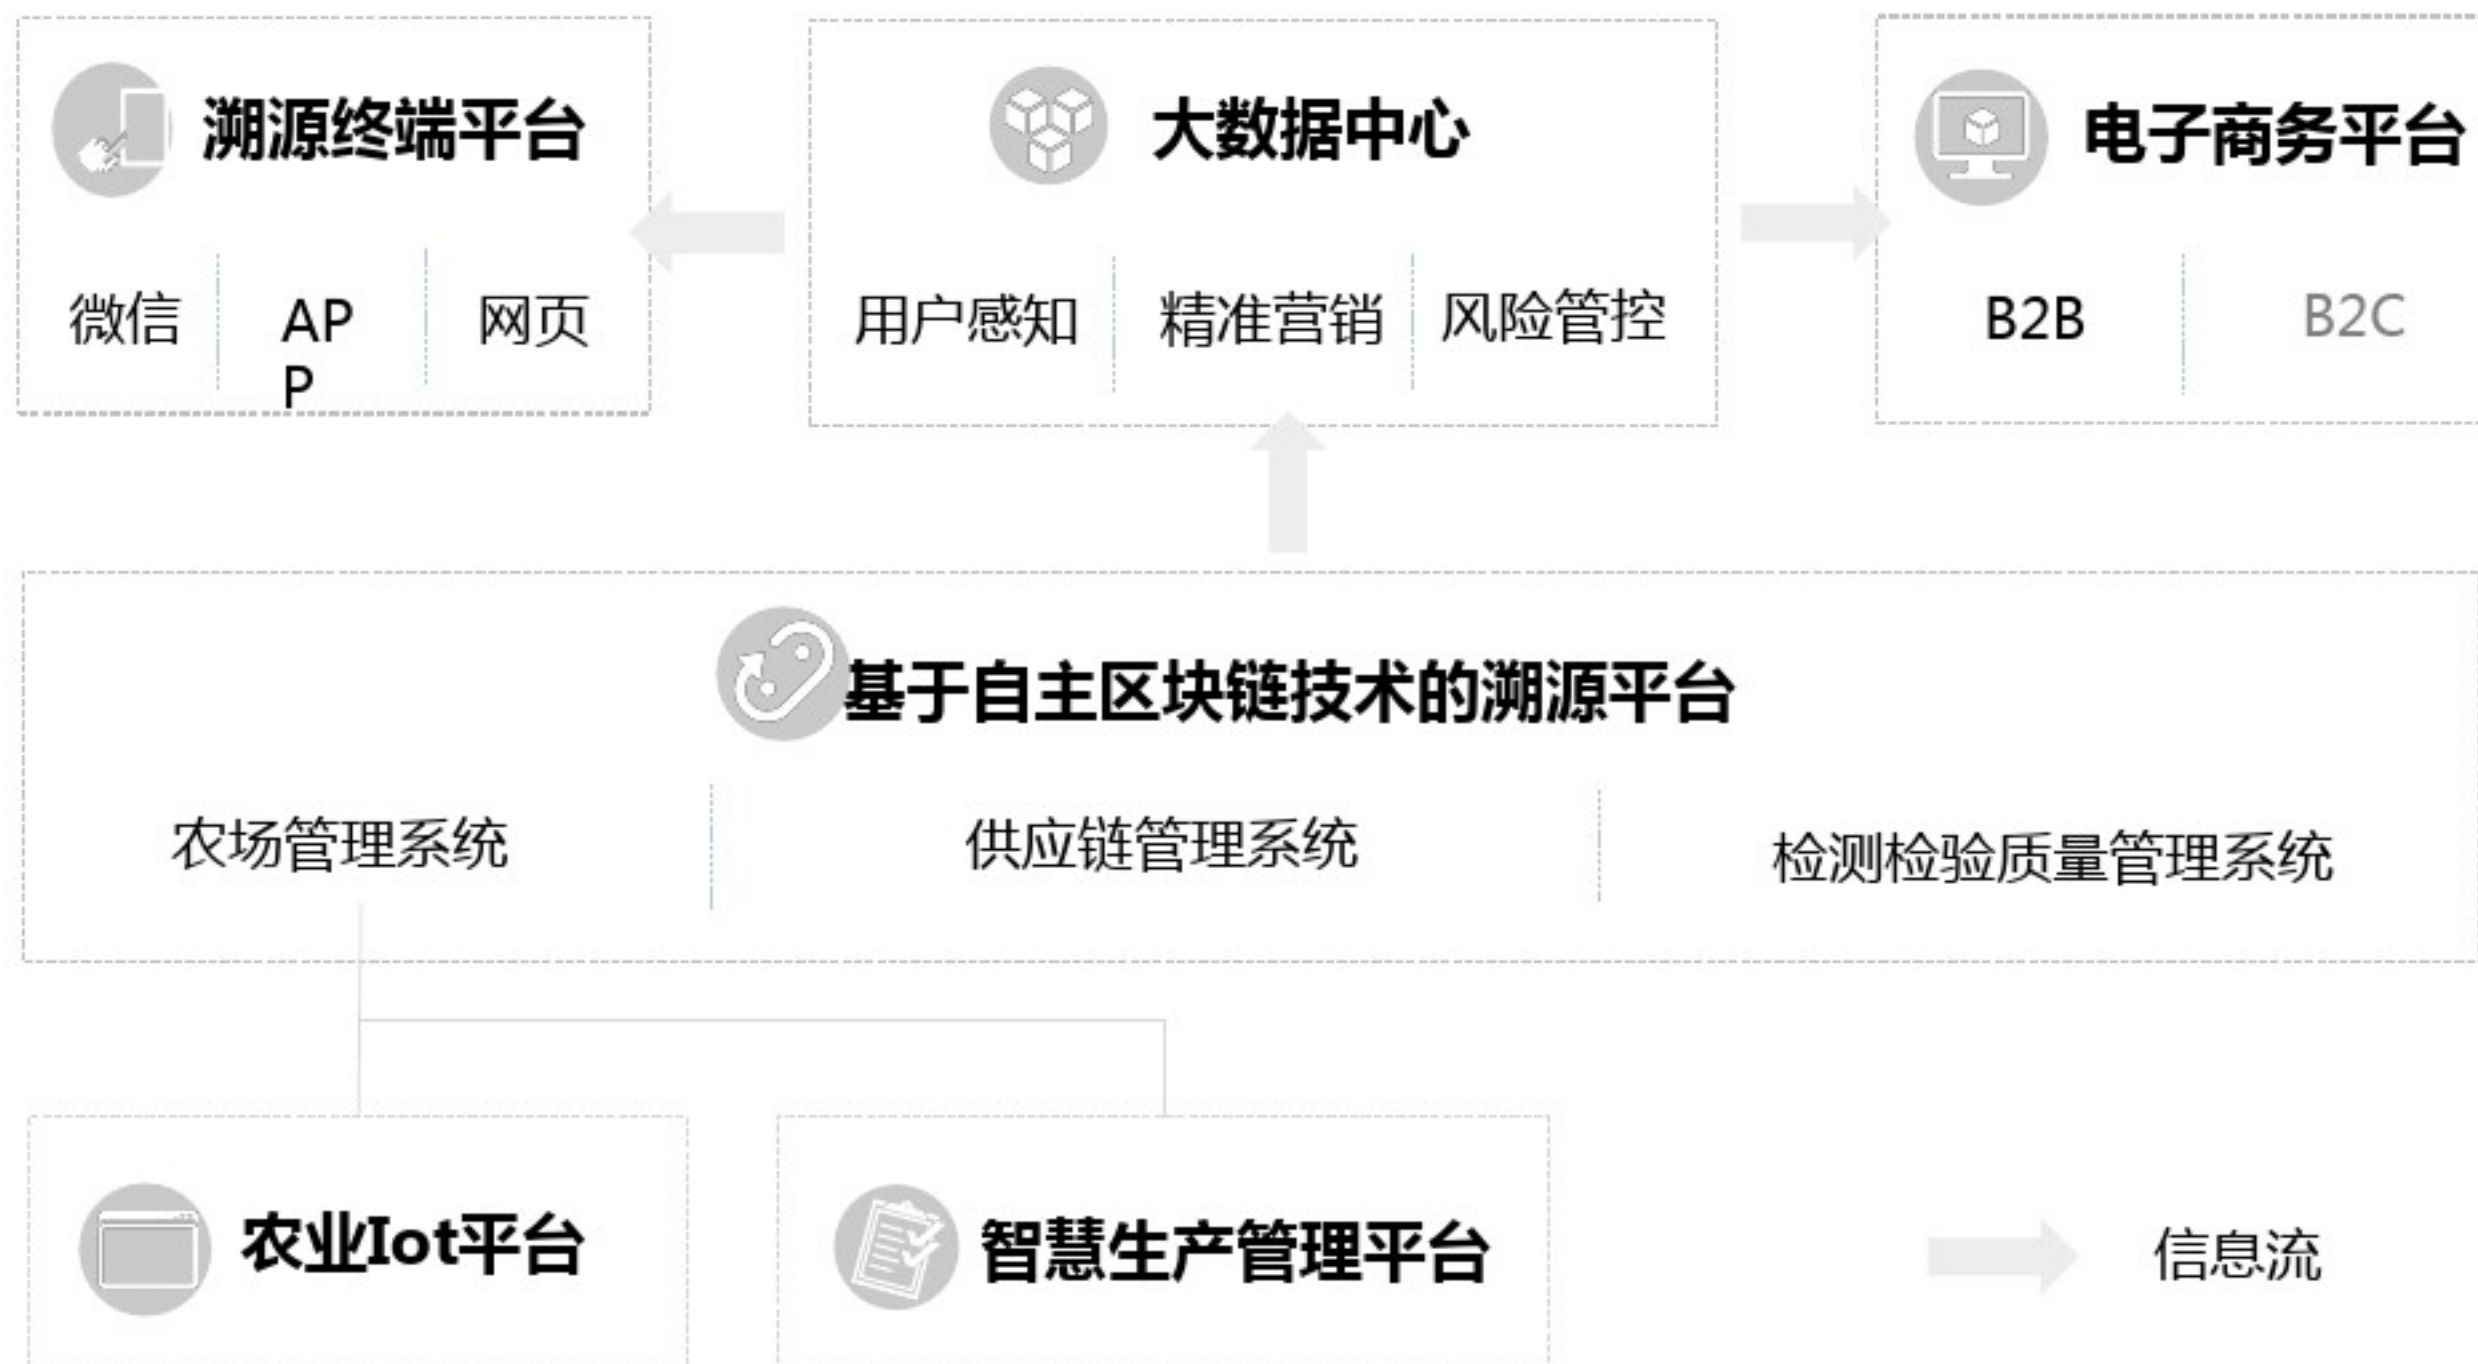 溯源终端平台
大数据中心
电子商务平台
微信
AP
P
网页
用户感知
精准营销
风险管控
B2B
B2C
基于自主区块链技术的溯源平台
农场管理系统
供应链管理系统
检测检验质量管理系统
农业Iot平台
智慧生产管理平台
信息流